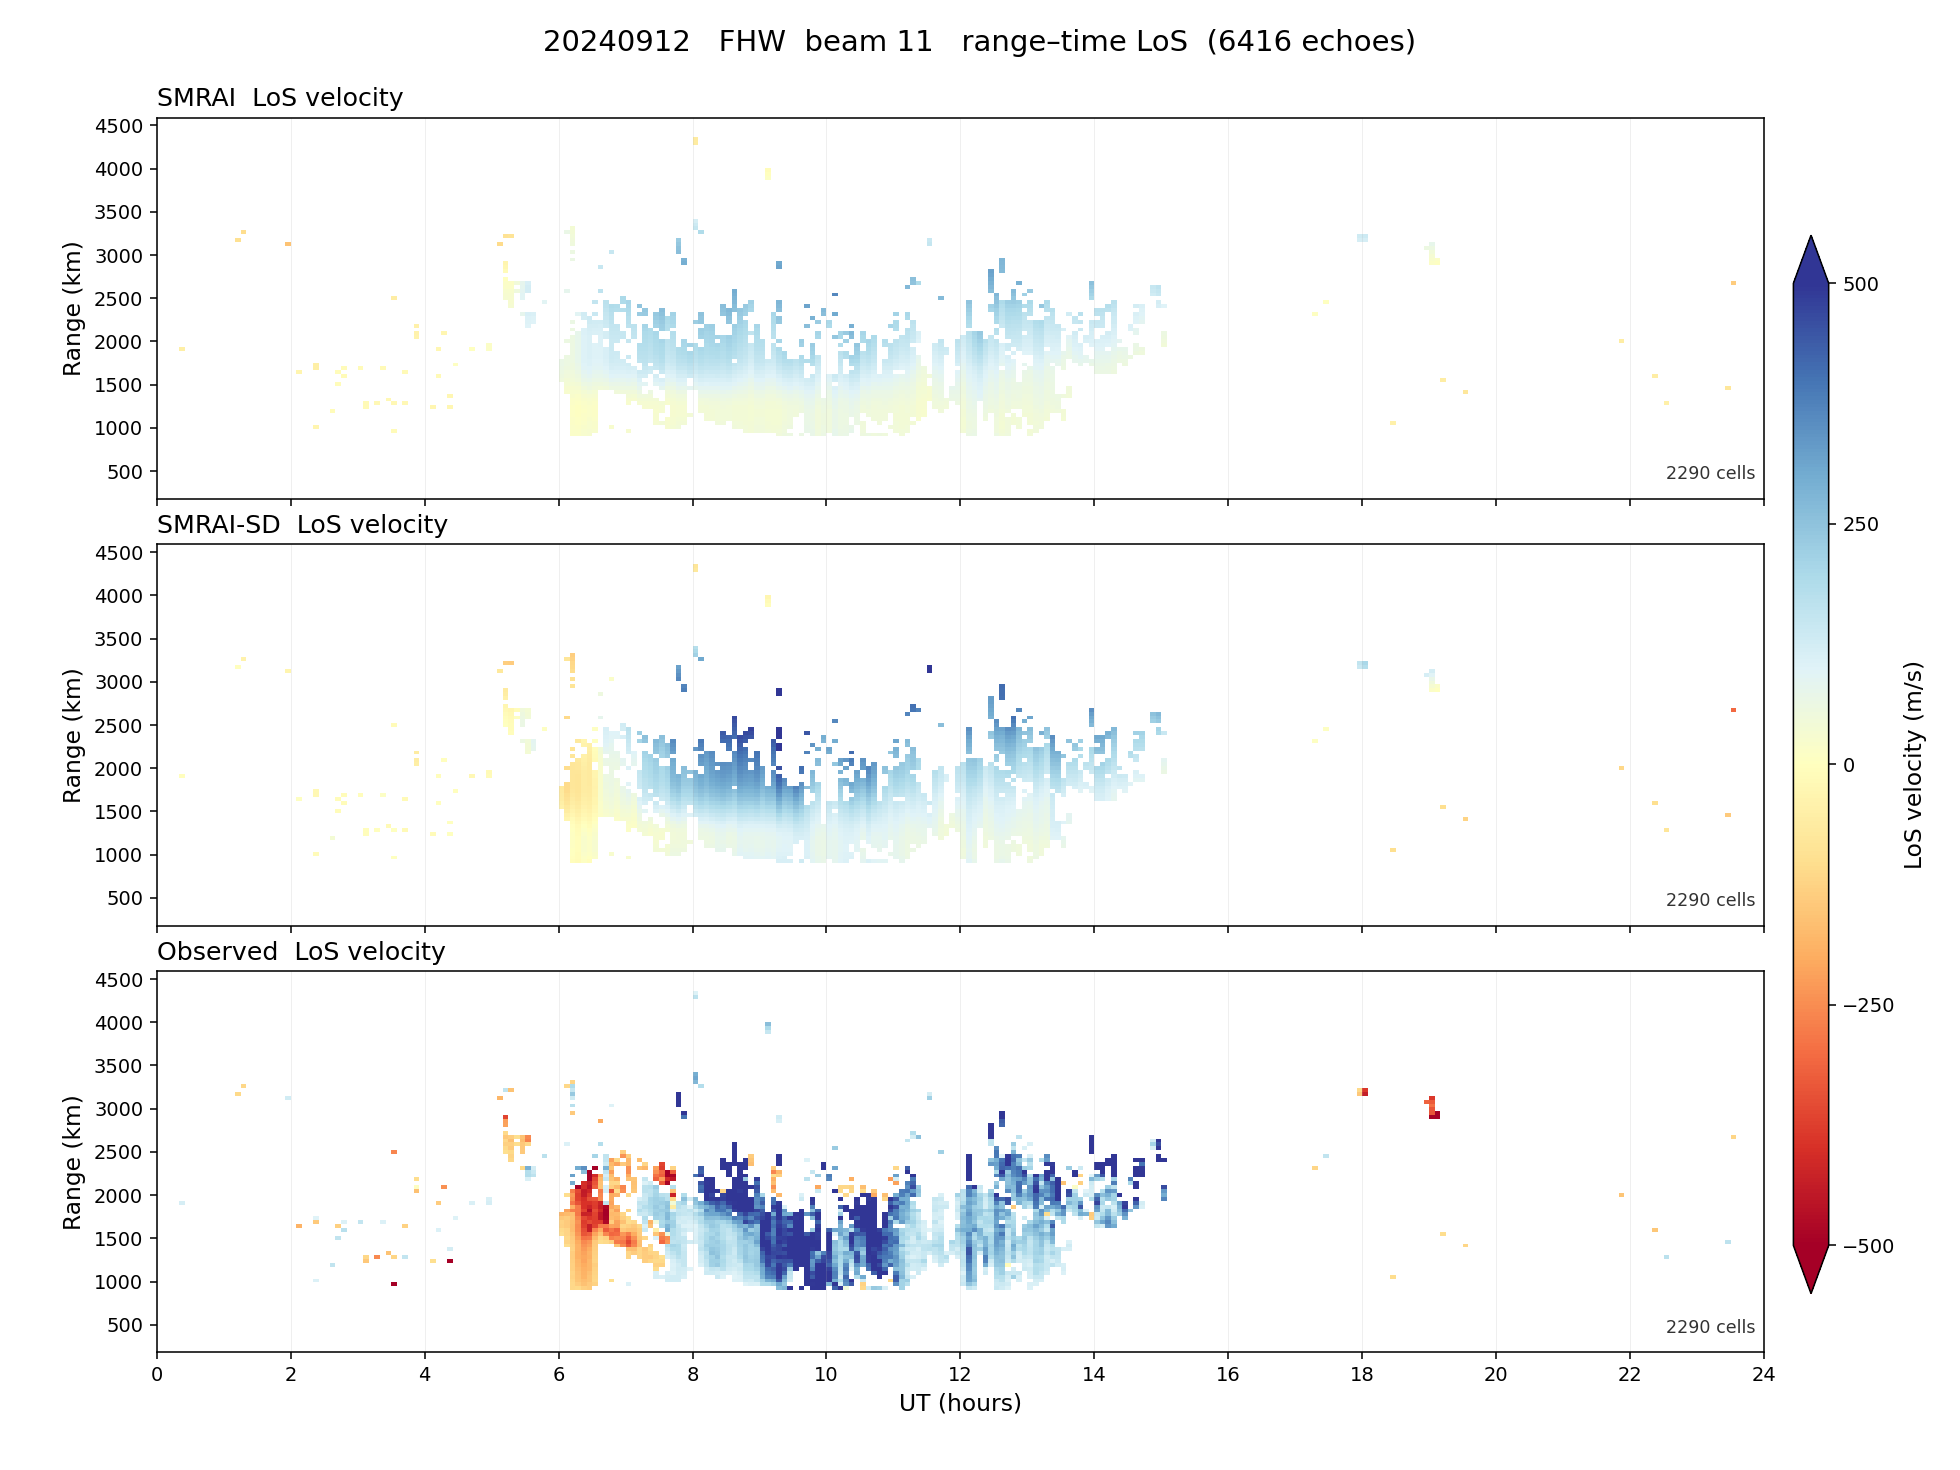 20240912 FHW beam 11 range–time LoS (6416 echoes)
SMRAI LoS velocity
4500
4000
3500
3000
2500
2000
1500
1000
500
Range (km)
2290 cells
SMRAI-SD LoS velocity
4500
4000
3500
3000
2500
2000
1500
1000
500
Range (km)
2290 cells
Observed LoS velocity
4500
4000
3500
3000
2500
2000
1500
1000
500
Range (km)
2290 cells
0 2 4 6 8 10 12 14 16 18 20 22 24
UT (hours)
500
250
0
−250
−500
LoS velocity (m/s)